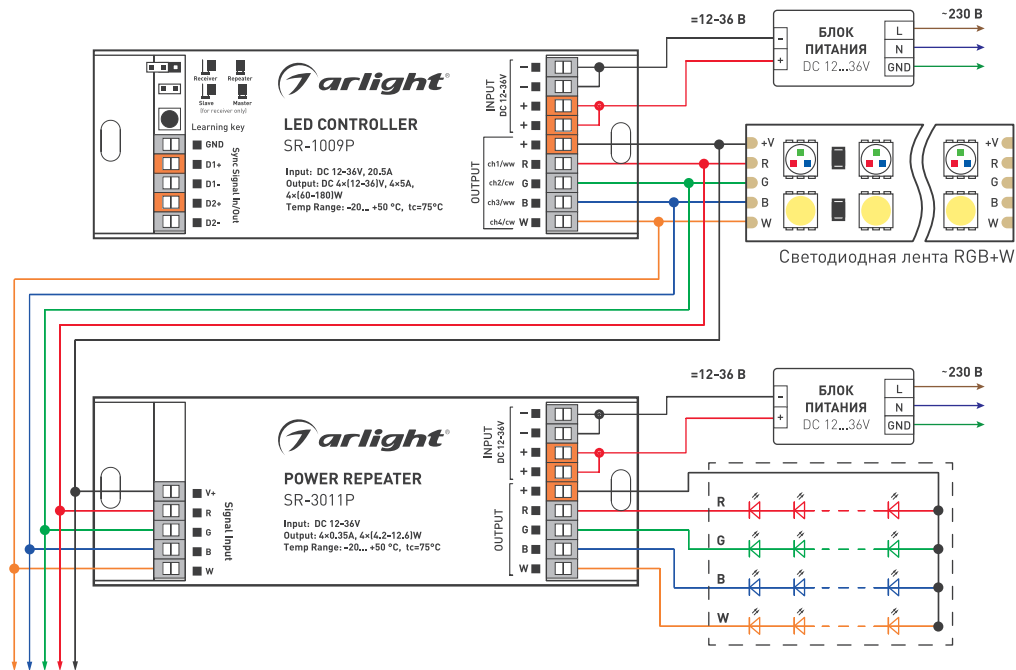 =12-36 В
~230 В
БЛОК
ПИТАНИЯ
DC 12...36V
-
+
L
N
GND
Receiver
Repeater
Slave
Master
(for receiver only)
Learning key
GND
D1+
D1-
D2+
D2-
Sync Signal In/Out
arlight®
LED CONTROLLER
SR-1009P
Input: DC 12-36V, 20.5A
Output: DC 4×(12-36)V, 4×5A,
4×(60-180)W
Temp Range: -20... +50 °C, tc=75°C
INPUT
DC 12-36V
-
-
+
+
OUTPUT
+
ch1/ww R
ch2/cw G
ch3/ww B
ch4/cw W
+V
R
G
B
W
+V
R
G
B
W
Светодиодная лента RGB+W
=12-36 В
~230 В
БЛОК
ПИТАНИЯ
DC 12...36V
-
+
L
N
GND
V+
R
G
B
W
Signal Input
arlight®
POWER REPEATER
SR-3011P
Input: DC 12-36V
Output: 4×0.35A, 4×(4.2-12.6)W
Temp Range: -20... +50 °C, tc=75°C
INPUT
DC 12-36V
-
-
+
+
OUTPUT
+
R
G
B
W
R
G
B
W